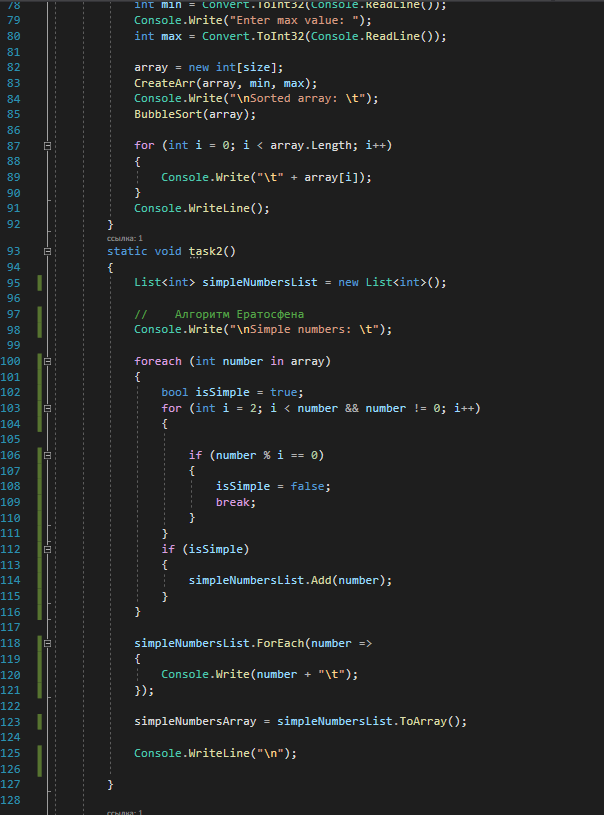 78 int min = Convert.ToInt32(Console.ReadLine());
79 Console.Write("Enter max value: ");
80 int max = Convert.ToInt32(Console.ReadLine());
81
82 array = new int[size];
83 CreateArr(array, min, max);
84 Console.Write("\nSorted array: \t");
85 BubbleSort(array);
86
87 for (int i = 0; i < array.Length; i++)
88 {
89 Console.Write("\t" + array[i]);
90 }
91 Console.WriteLine();
92 }
ссылка: 1
93 static void task2()
94 {
95 List<int> simpleNumbersList = new List<int>();
96
97 // Алгоритм Ератосфена
98 Console.Write("\nSimple numbers: \t");
99
100 foreach (int number in array)
101 {
102 bool isSimple = true;
103 for (int i = 2; i < number && number != 0; i++)
104 {
105
106 if (number % i == 0)
107 {
108 isSimple = false;
109 break;
110 }
111 }
112 if (isSimple)
113 {
114 simpleNumbersList.Add(number);
115 }
116 }
117
118 simpleNumbersList.ForEach(number =>
119 {
120 Console.Write(number + "\t");
121 });
122
123 simpleNumbersArray = simpleNumbersList.ToArray();
124
125 Console.WriteLine("\n");
126
127 }
128
ссылка: 1